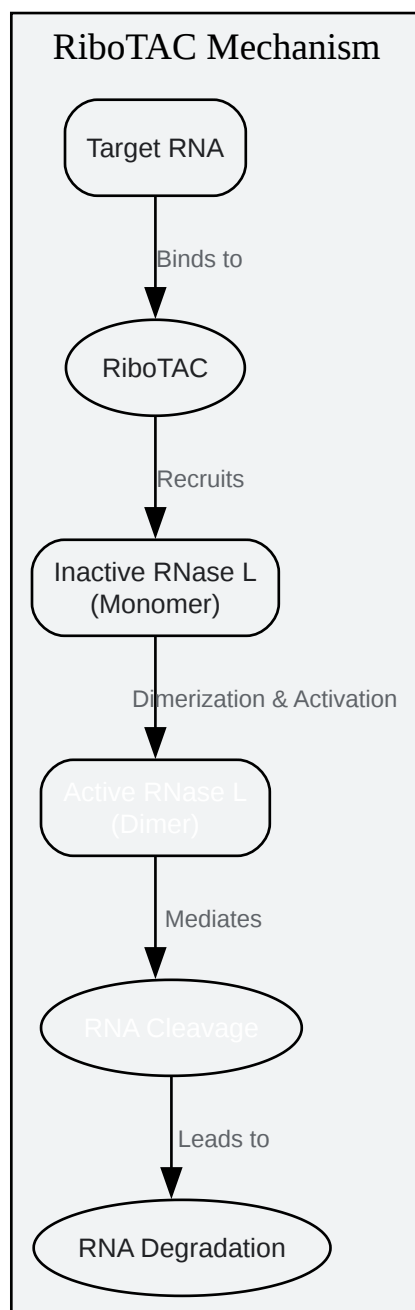 RiboTAC Mechanism
Target RNA
Binds to
RiboTAC
Recruits
Inactive RNase L
(Monomer)
Dimerization & Activation
Active RNase L
(Dimer)
Mediates
RNA Cleavage
Leads to
RNA Degradation